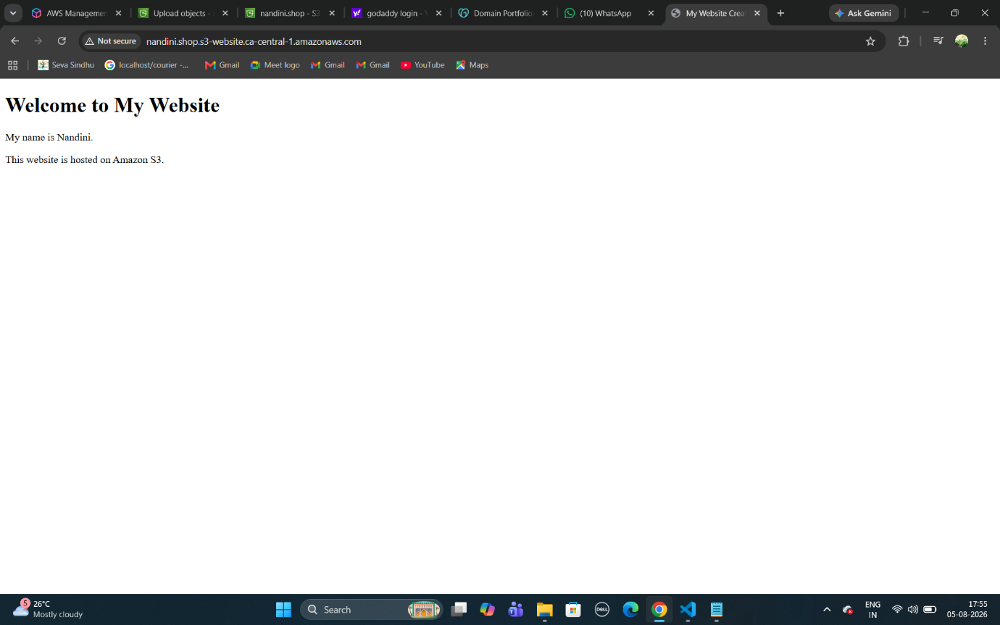 AWS Managemen
Upload objects -
nandini.shop - S3
godaddy login - Y
Domain Portfolio
(10) WhatsApp
My Website Crea
Ask Gemini
Not secure
nandini.shop.s3-website.ca-central-1.amazonaws.com
Seva Sindhu
localhost/courier -...
Gmail
Meet logo
Gmail
Gmail
YouTube
Maps
Welcome to My Website
My name is Nandini.
This website is hosted on Amazon S3.
5
26°C
Mostly cloudy
Search
DELL
ENG
IN
17:55
05-08-2026